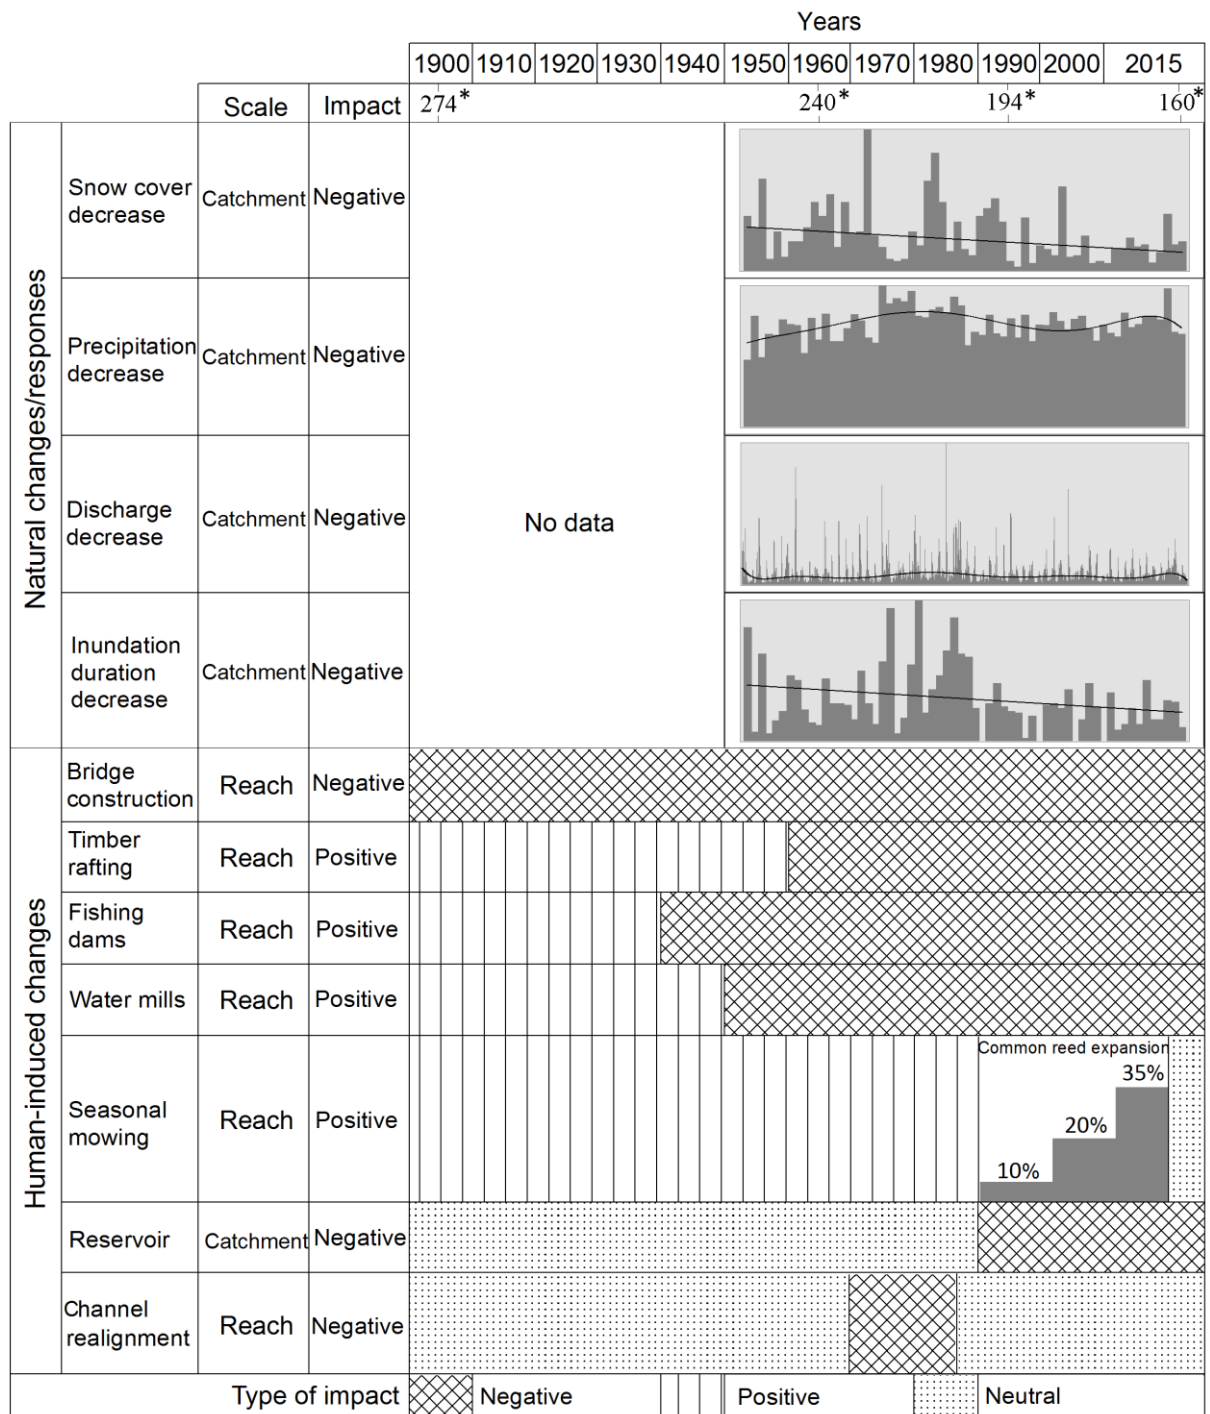 Years
1900 1910 1920 1930 1940 1950 1960 1970 1980 1990 2000 2015
Scale Impact 274* 240* 194* 160*
Natural changes/responses
Snow cover
decrease
Catchment Negative
Precipitation
decrease
Catchment Negative
Discharge
decrease
Catchment Negative
No data
Inundation
duration
decrease
Catchment Negative
Human-induced changes
Bridge
construction
Reach Negative
Timber
rafting
Reach Positive
Fishing
dams
Reach Positive
Water mills Reach Positive
Seasonal
mowing
Reach Positive
Common reed expansion
10%
20%
35%
Reservoir Catchment Negative
Channel
realignment
Reach Negative
Type of impact Negative Positive Neutral